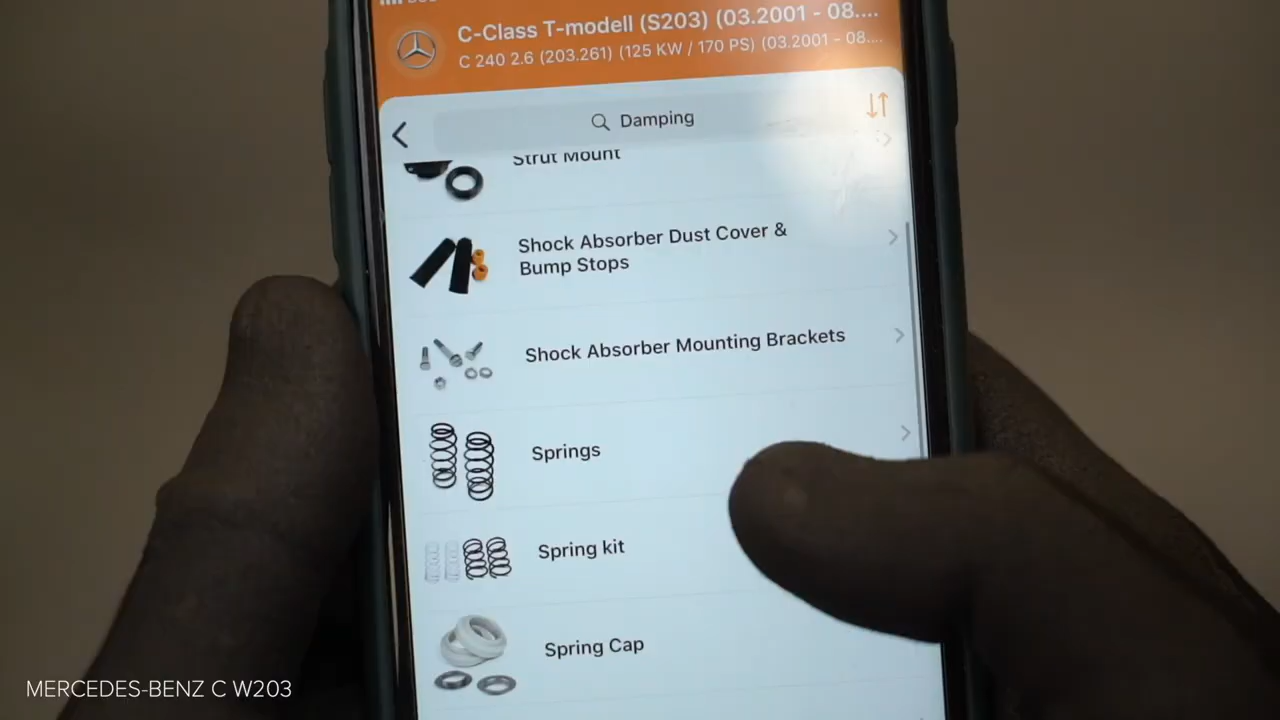 C-Class T-modell (S203) (03.2001 - 08....
C 240 2.6 (203.261) (125 KW / 170 PS) (03.2001 - 08....
Damping
Strut Mount
Shock Absorber Dust Cover &
Bump Stops
Shock Absorber Mounting Brackets
Springs
Spring kit
Spring Cap
MERCEDES-BENZ C W203